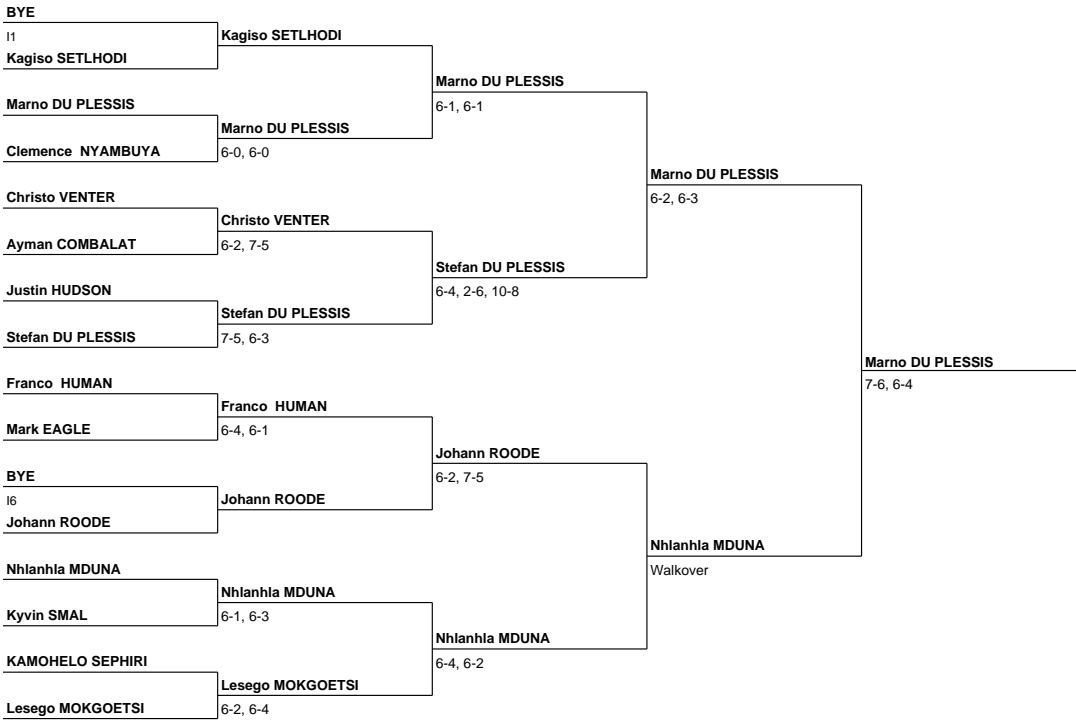 BYE
I1
Kagiso SETLHODI
Marno DU PLESSIS
Clemence  NYAMBUYA
Christo VENTER
Ayman COMBALAT
Justin HUDSON
Stefan DU PLESSIS
Franco  HUMAN
Mark EAGLE
BYE
I6
Johann ROODE
Nhlanhla MDUNA
Kyvin SMAL
KAMOHELO SEPHIRI
Lesego MOKGOETSI
Kagiso SETLHODI
Marno DU PLESSIS
6-0, 6-0
Christo VENTER
6-2, 7-5
Stefan DU PLESSIS
7-5, 6-3
Franco  HUMAN
6-4, 6-1
Johann ROODE
Nhlanhla MDUNA
6-1, 6-3
Lesego MOKGOETSI
6-2, 6-4
Marno DU PLESSIS
6-1, 6-1
Stefan DU PLESSIS
6-4, 2-6, 10-8
Johann ROODE
6-2, 7-5
Nhlanhla MDUNA
6-4, 6-2
Marno DU PLESSIS
6-2, 6-3
Nhlanhla MDUNA
Walkover
Marno DU PLESSIS
7-6, 6-4